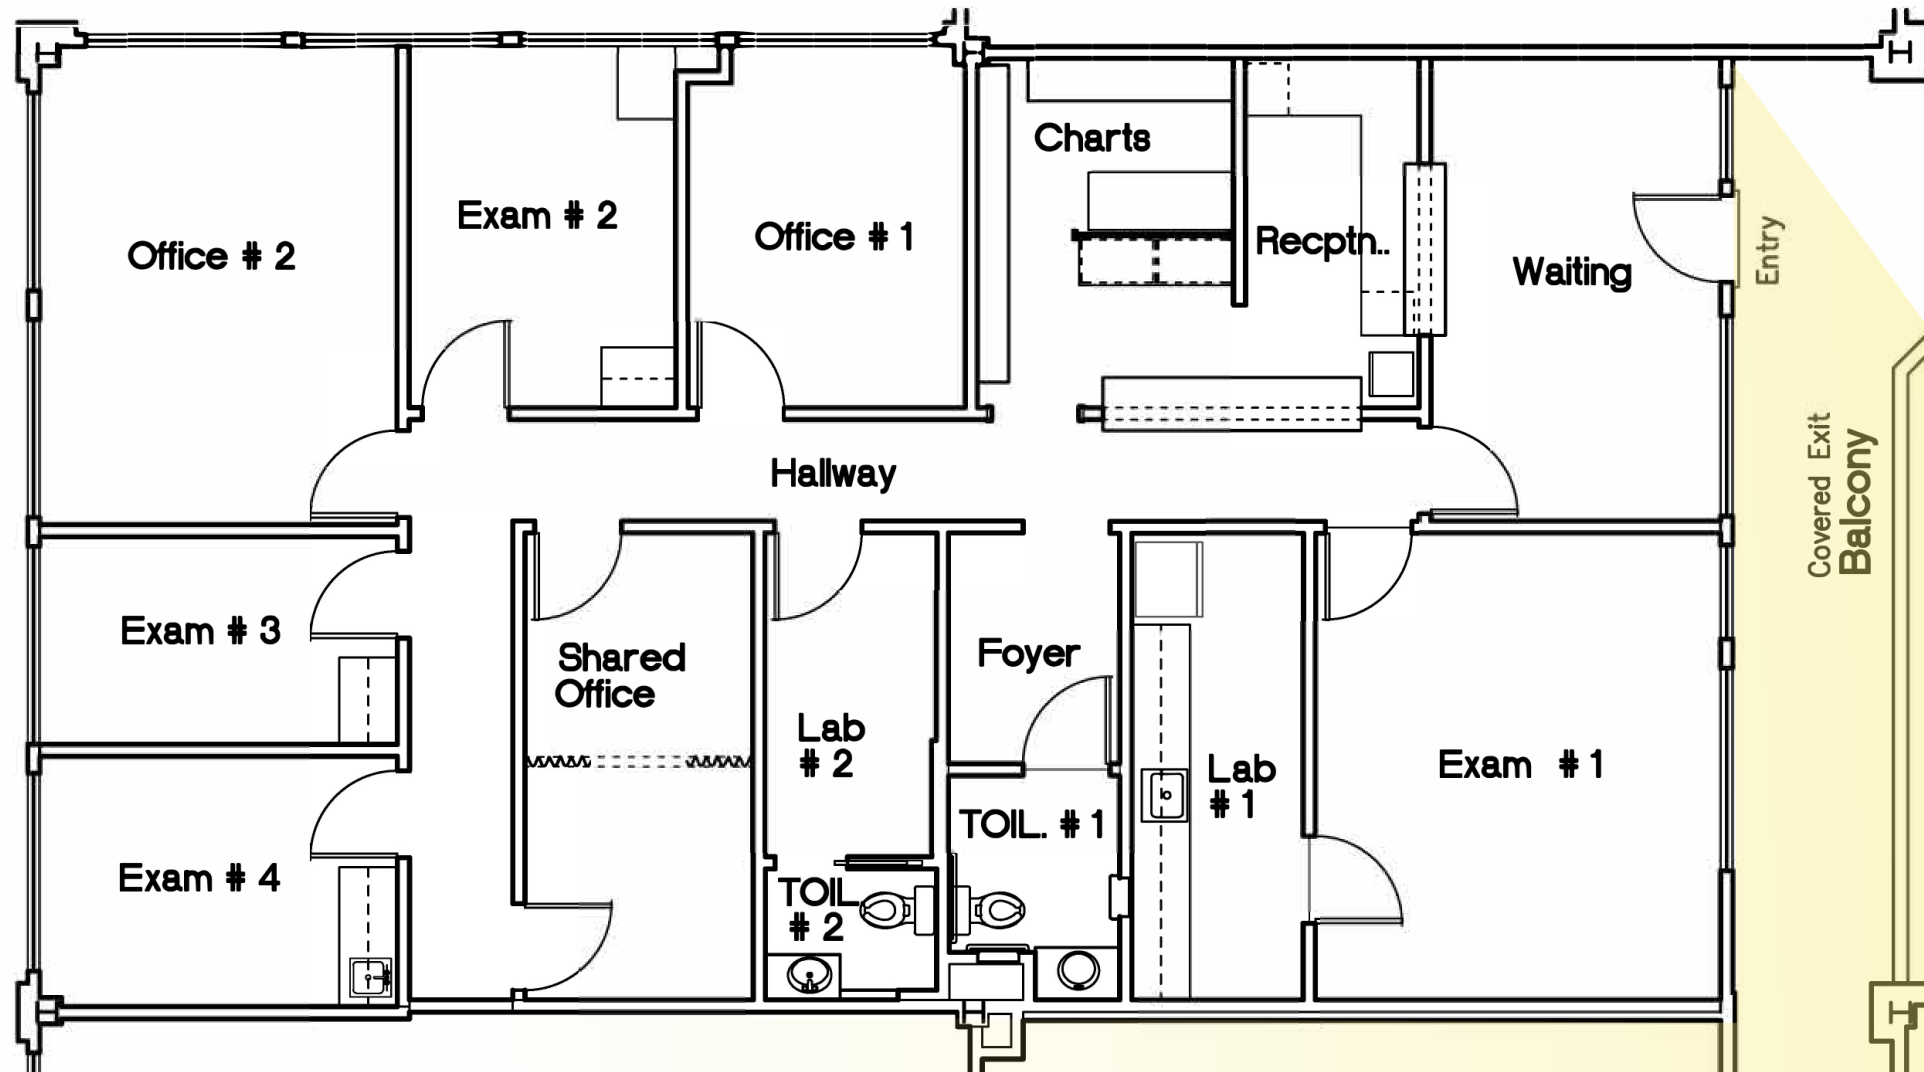 Charts
Exam # 2
Office # 1
Recptn..
Office # 2
Waiting
Entry
Hallway
Covered Exit
Balcony
Exam # 3
Shared
Office
Foyer
Lab
# 2
Lab
# 1
Exam # 1
TOIL. # 1
Exam # 4
TOIL
# 2